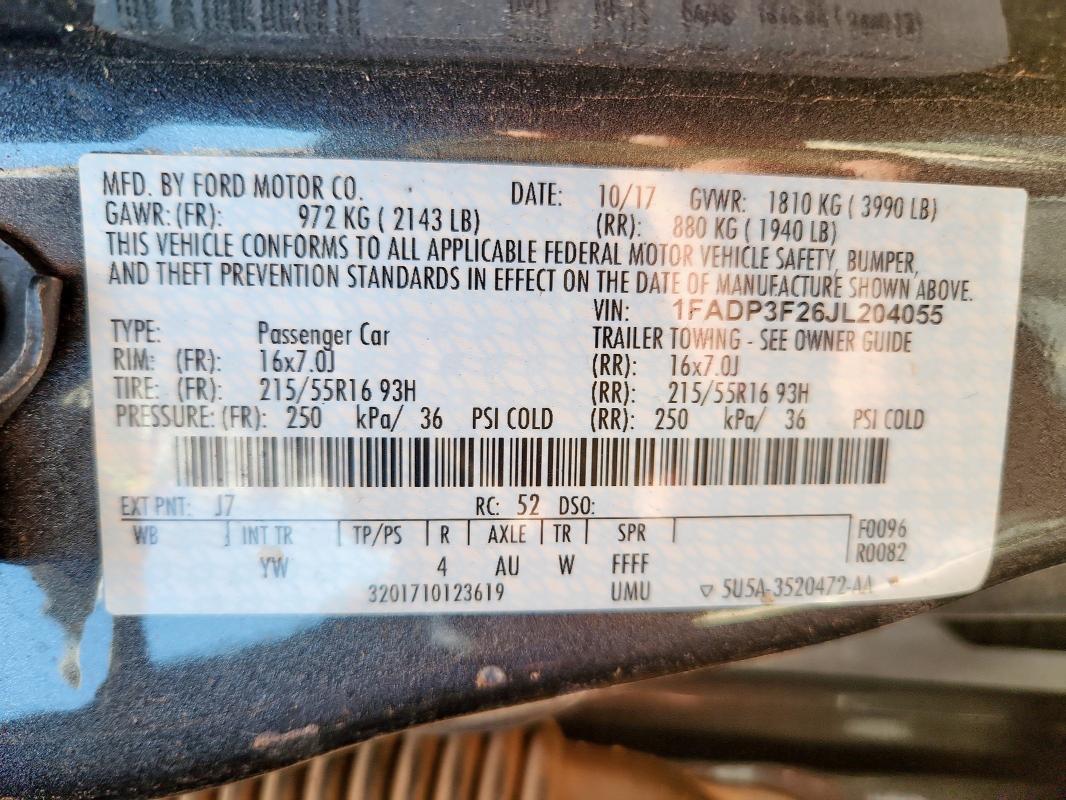 MFD. BY FORD MOTOR CO. DATE: 10/17 GVWR: 1810 KG ( 3990 LB)
GAWR: (FR): 972 KG ( 2143 LB) (RR): 880 KG ( 1940 LB)
THIS VEHICLE CONFORMS TO ALL APPLICABLE FEDERAL MOTOR VEHICLE SAFETY, BUMPER,
AND THEFT PREVENTION STANDARDS IN EFFECT ON THE DATE OF MANUFACTURE SHOWN ABOVE.
VIN: 1FADP3F26JL204055
TYPE: Passenger Car TRAILER TOWING - SEE OWNER GUIDE
RIM: (FR): 16x7.0J (RR): 16x7.0J
TIRE: (FR): 215/55R16 93H (RR): 215/55R16 93H
PRESSURE: (FR): 250 kPa/ 36 PSI COLD (RR): 250 kPa/ 36 PSI COLD
EXT PNT: J7 RC: 52 DSO:
WB INT TR TP/PS R AXLE TR SPR F0096
R0082
YW 4 AU W FFFF
3201710123619 UMU ▽ 5U5A-3520472-AA